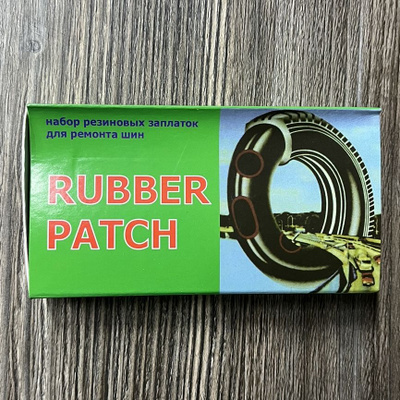 набор резиновых заплаток
для ремонта шин
RUBBER
PATCH